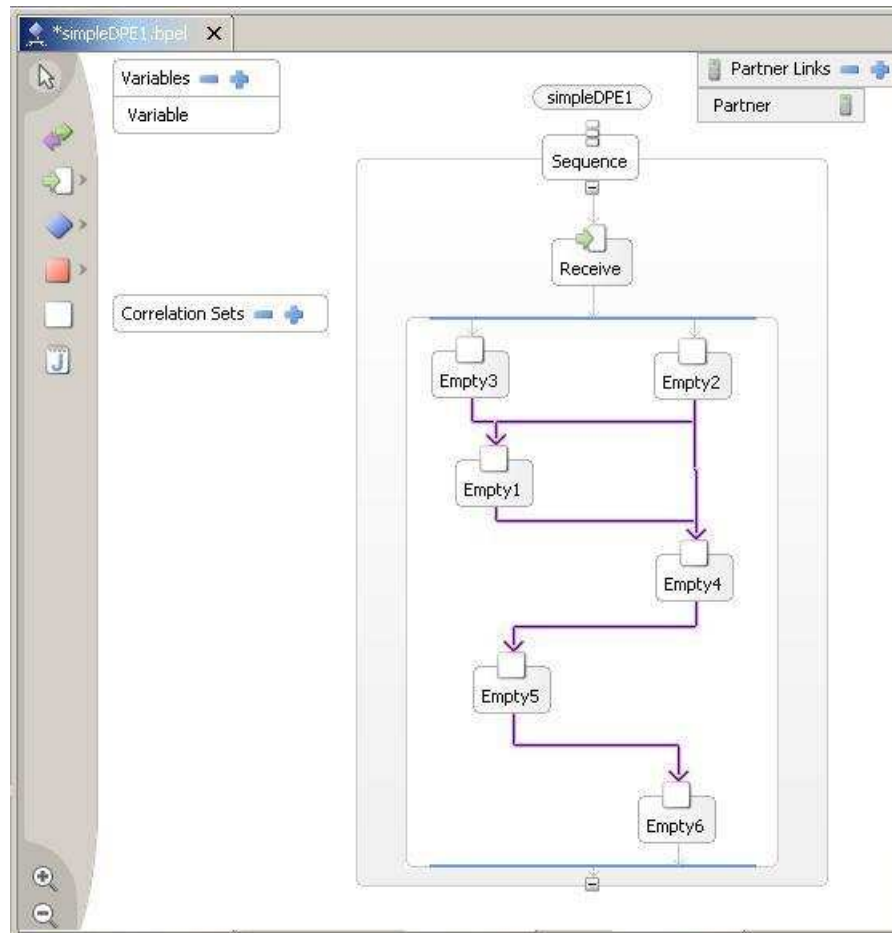 *simpleDPE1.bpel X
Variables
Variable
Partner Links
Partner
simpleDPE1
Sequence
Receive
Correlation Sets
Empty3
Empty2
Empty1
Empty4
Empty5
Empty6
J